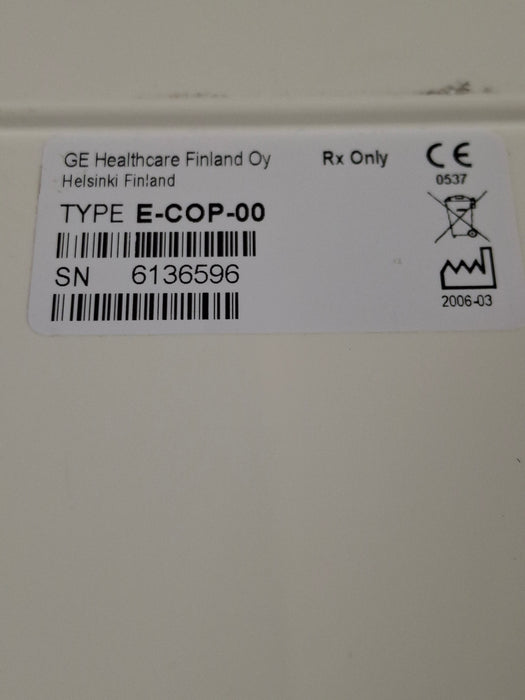 GE Healthcare Finland Oy Rx Only CE
Helsinki Finland 0537
TYPE E-COP-00
SN 6136596
2006-03